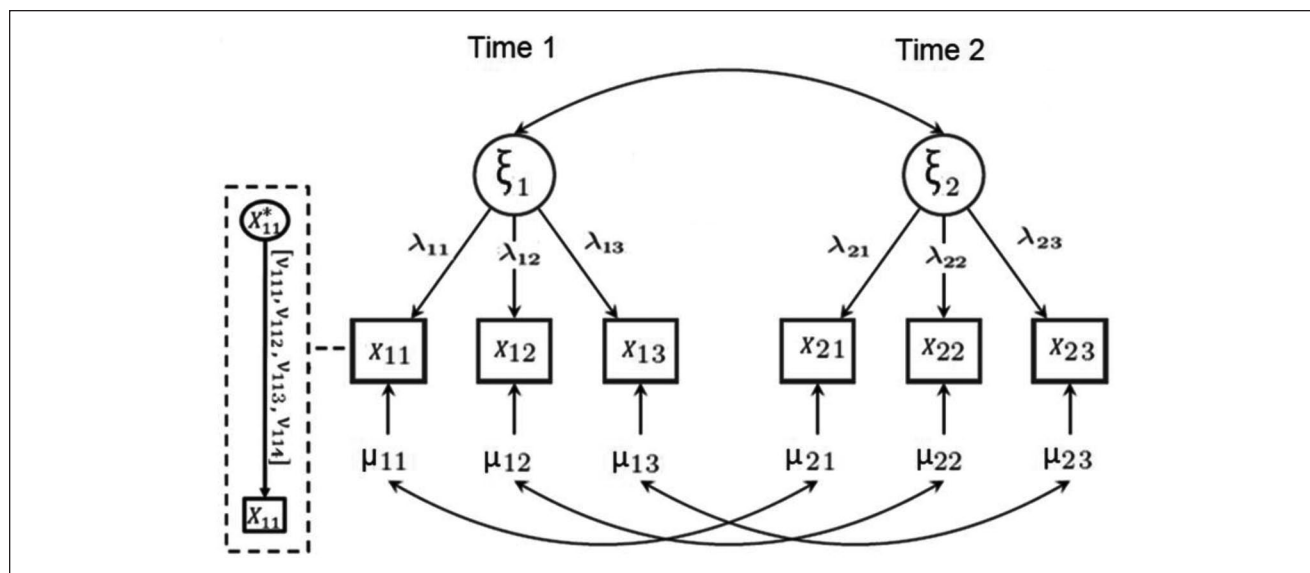 Time 1 Time 2
ξ₁ ξ₂
X*₁₁
[ν₁₁₁, ν₁₁₂, ν₁₁₃, ν₁₁₄]
λ₁₁ λ₁₂ λ₁₃ λ₂₁ λ₂₂ λ₂₃
x₁₁ x₁₂ x₁₃ x₂₁ x₂₂ x₂₃
μ₁₁ μ₁₂ μ₁₃ μ₂₁ μ₂₂ μ₂₃
X₁₁